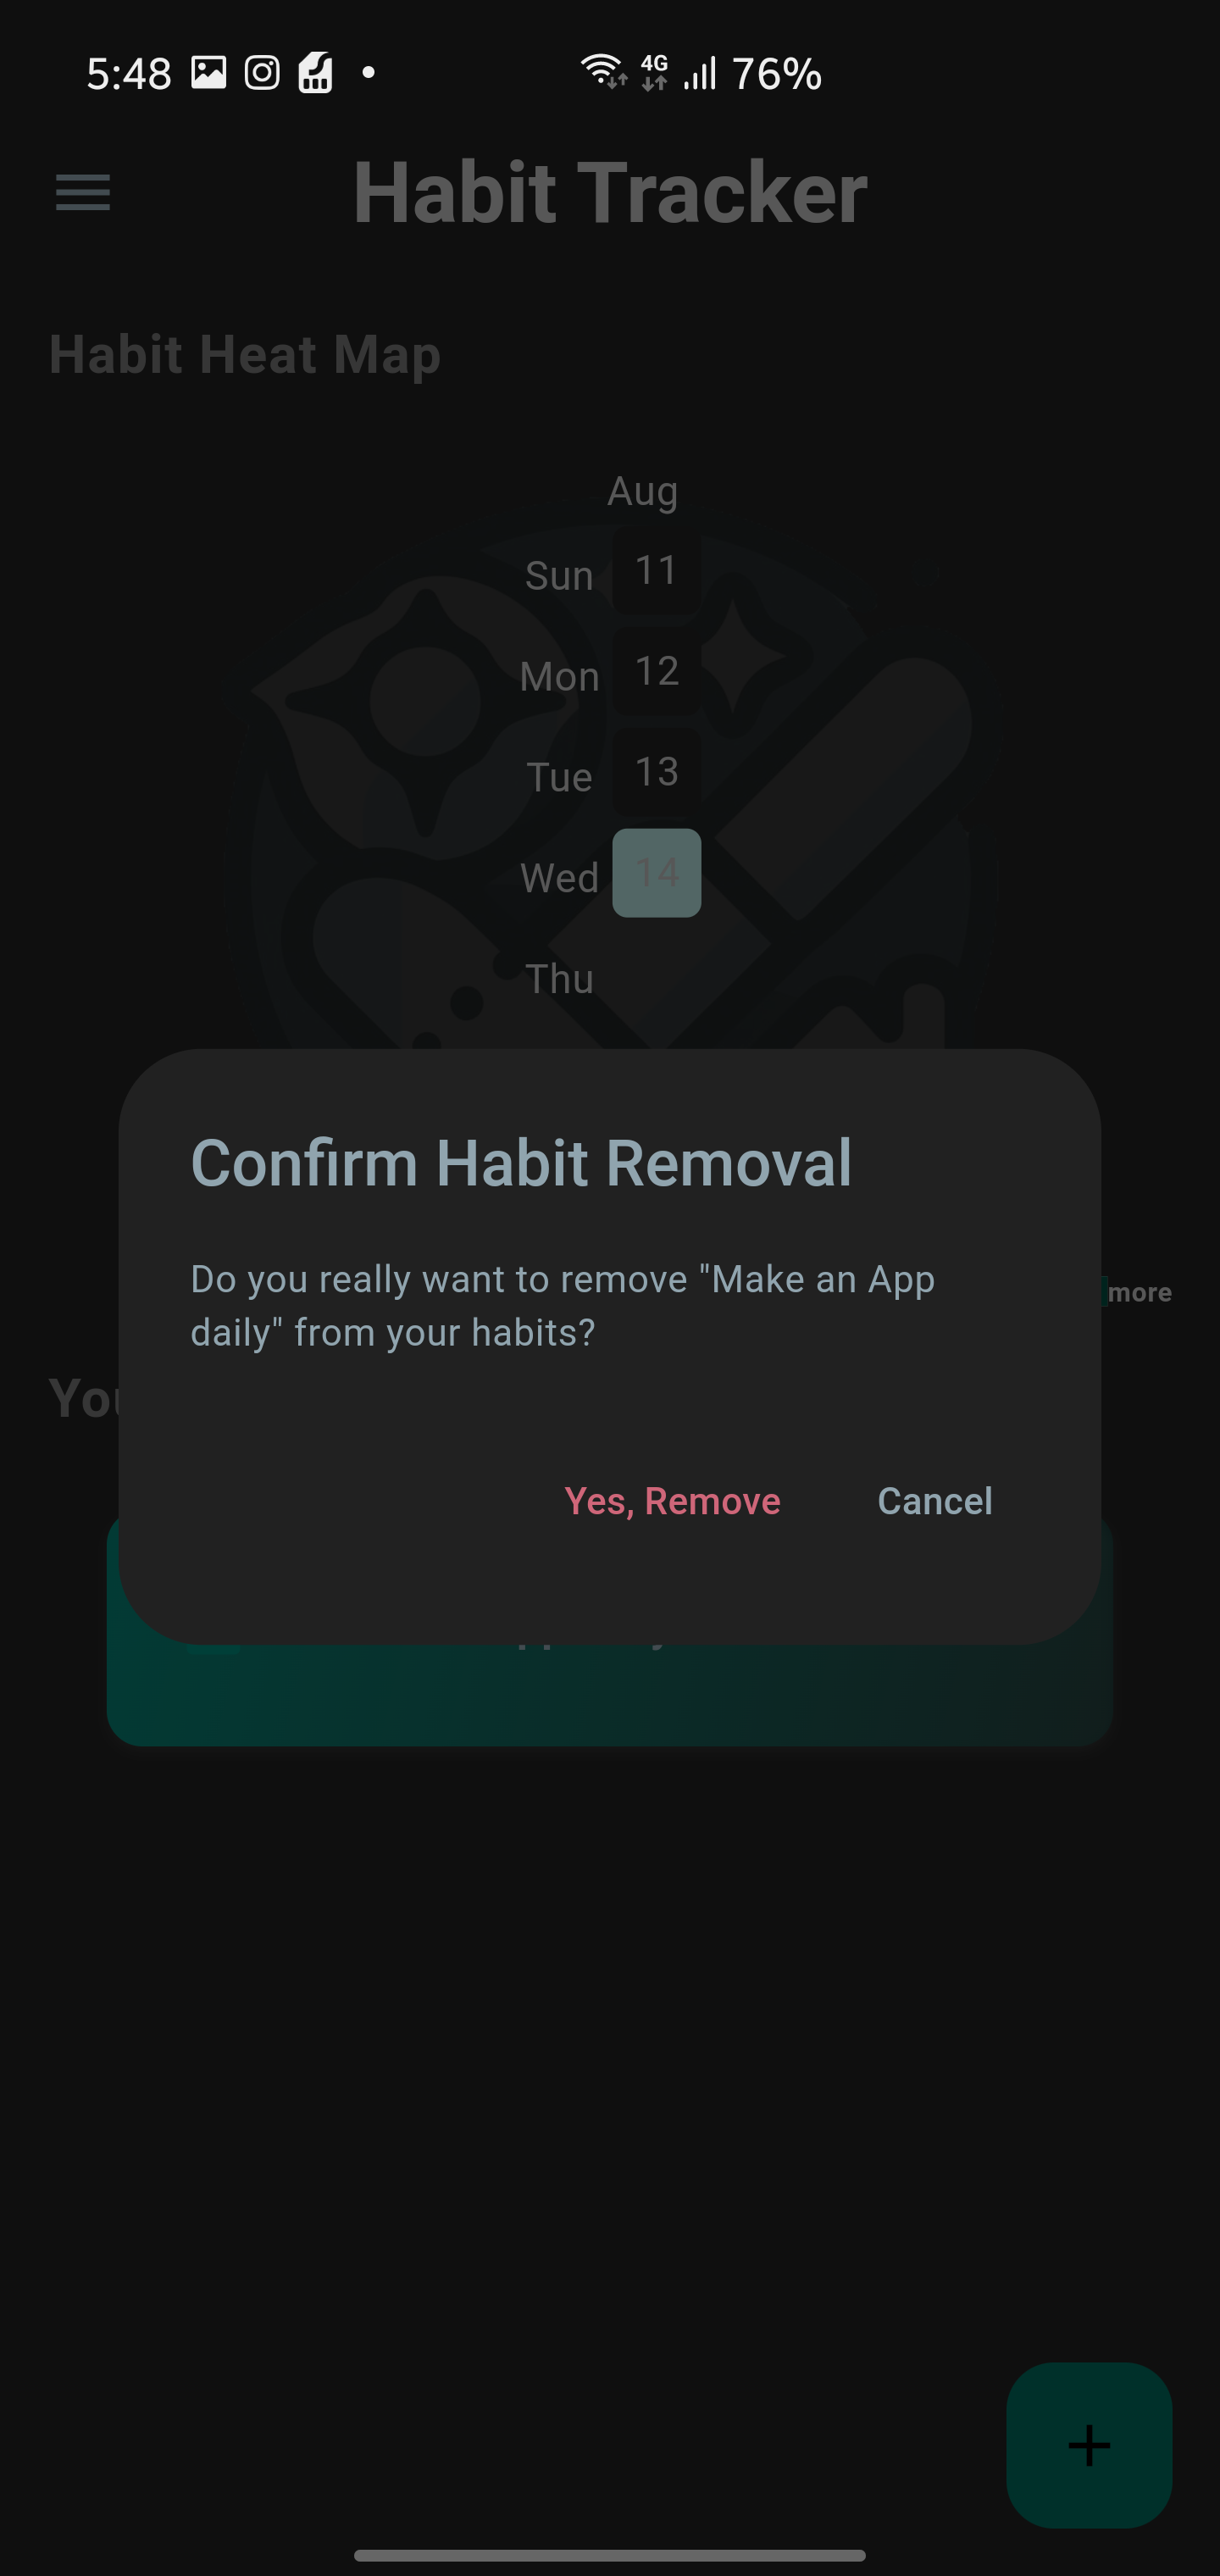 5:48 4G 76%
Habit Tracker
Habit Heat Map
Aug
Sun 11
Mon 12
Tue 13
Wed 14
Thu
Confirm Habit Removal
Do you really want to remove "Make an App
daily" from your habits?
more
Yes, Remove Cancel